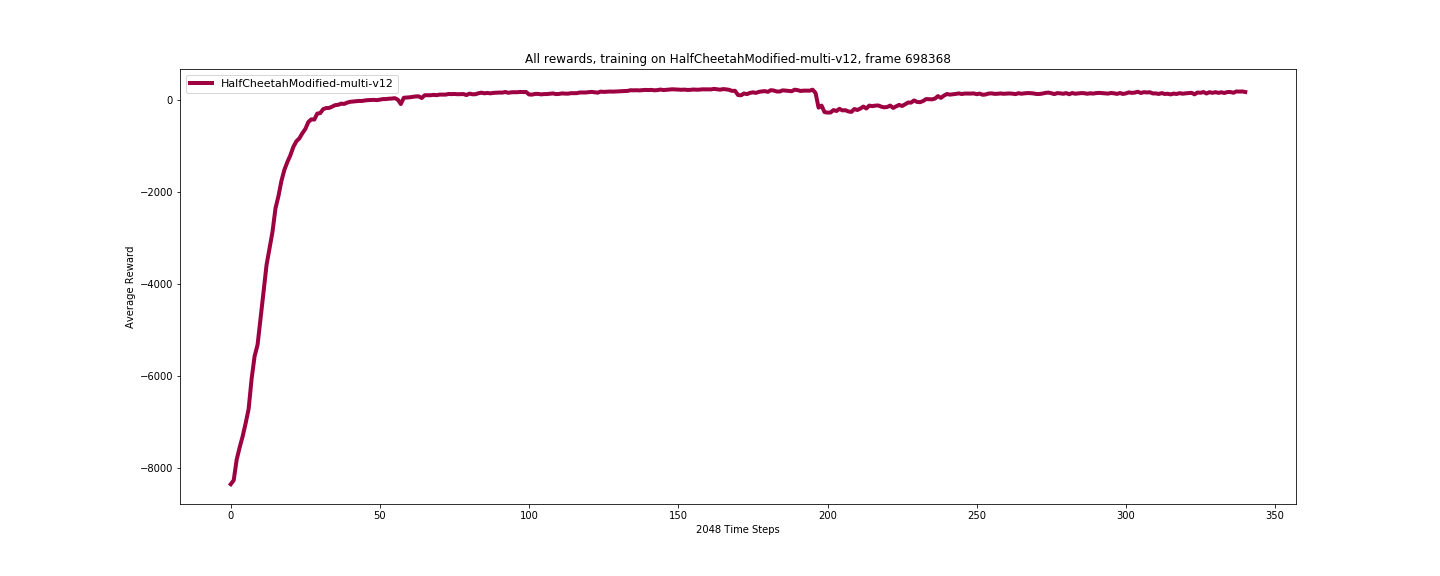 All rewards, training on HalfCheetahModified-multi-v12, frame 698368
HalfCheetahModified-multi-v12
0
−2000
−4000
−6000
−8000
Average Reward
0 50 100 150 200 250 300 350
2048 Time Steps